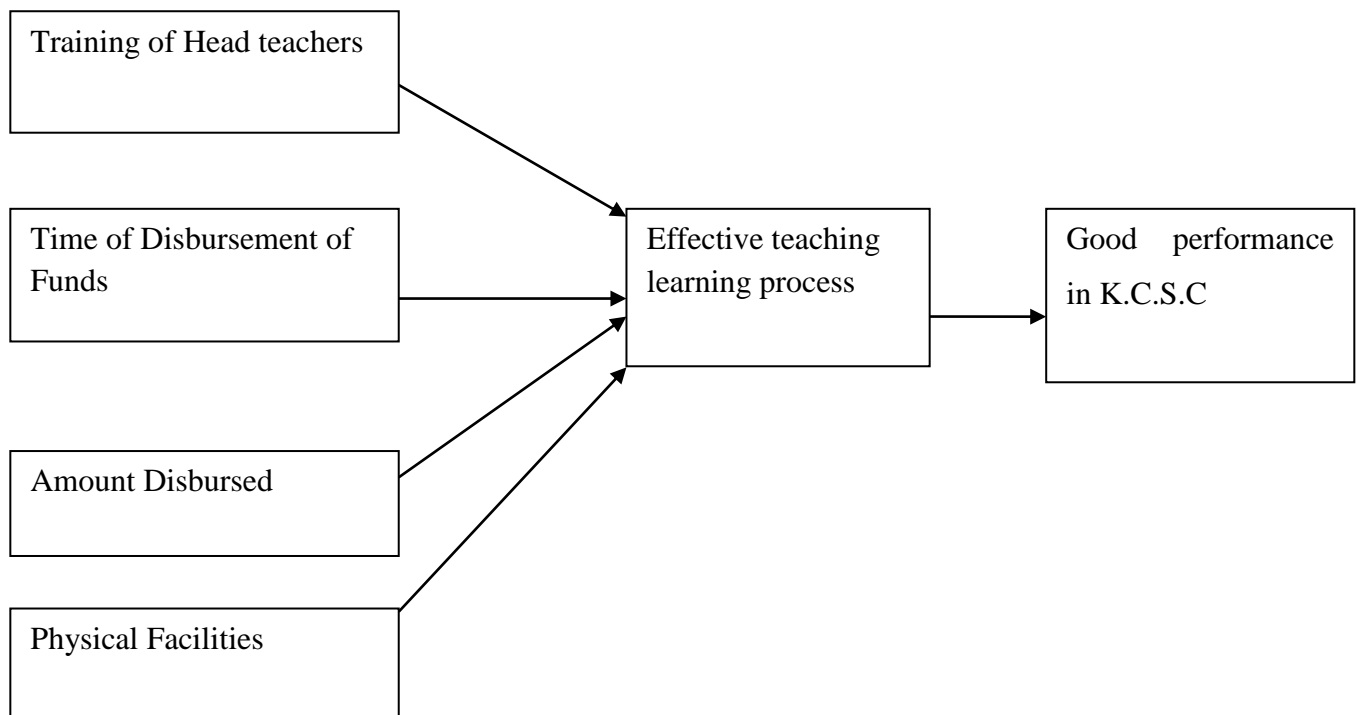 Training of Head teachers
Time of Disbursement of
Funds
Effective teaching
learning process
Good performance
in K.C.S.C
Amount Disbursed
Physical Facilities